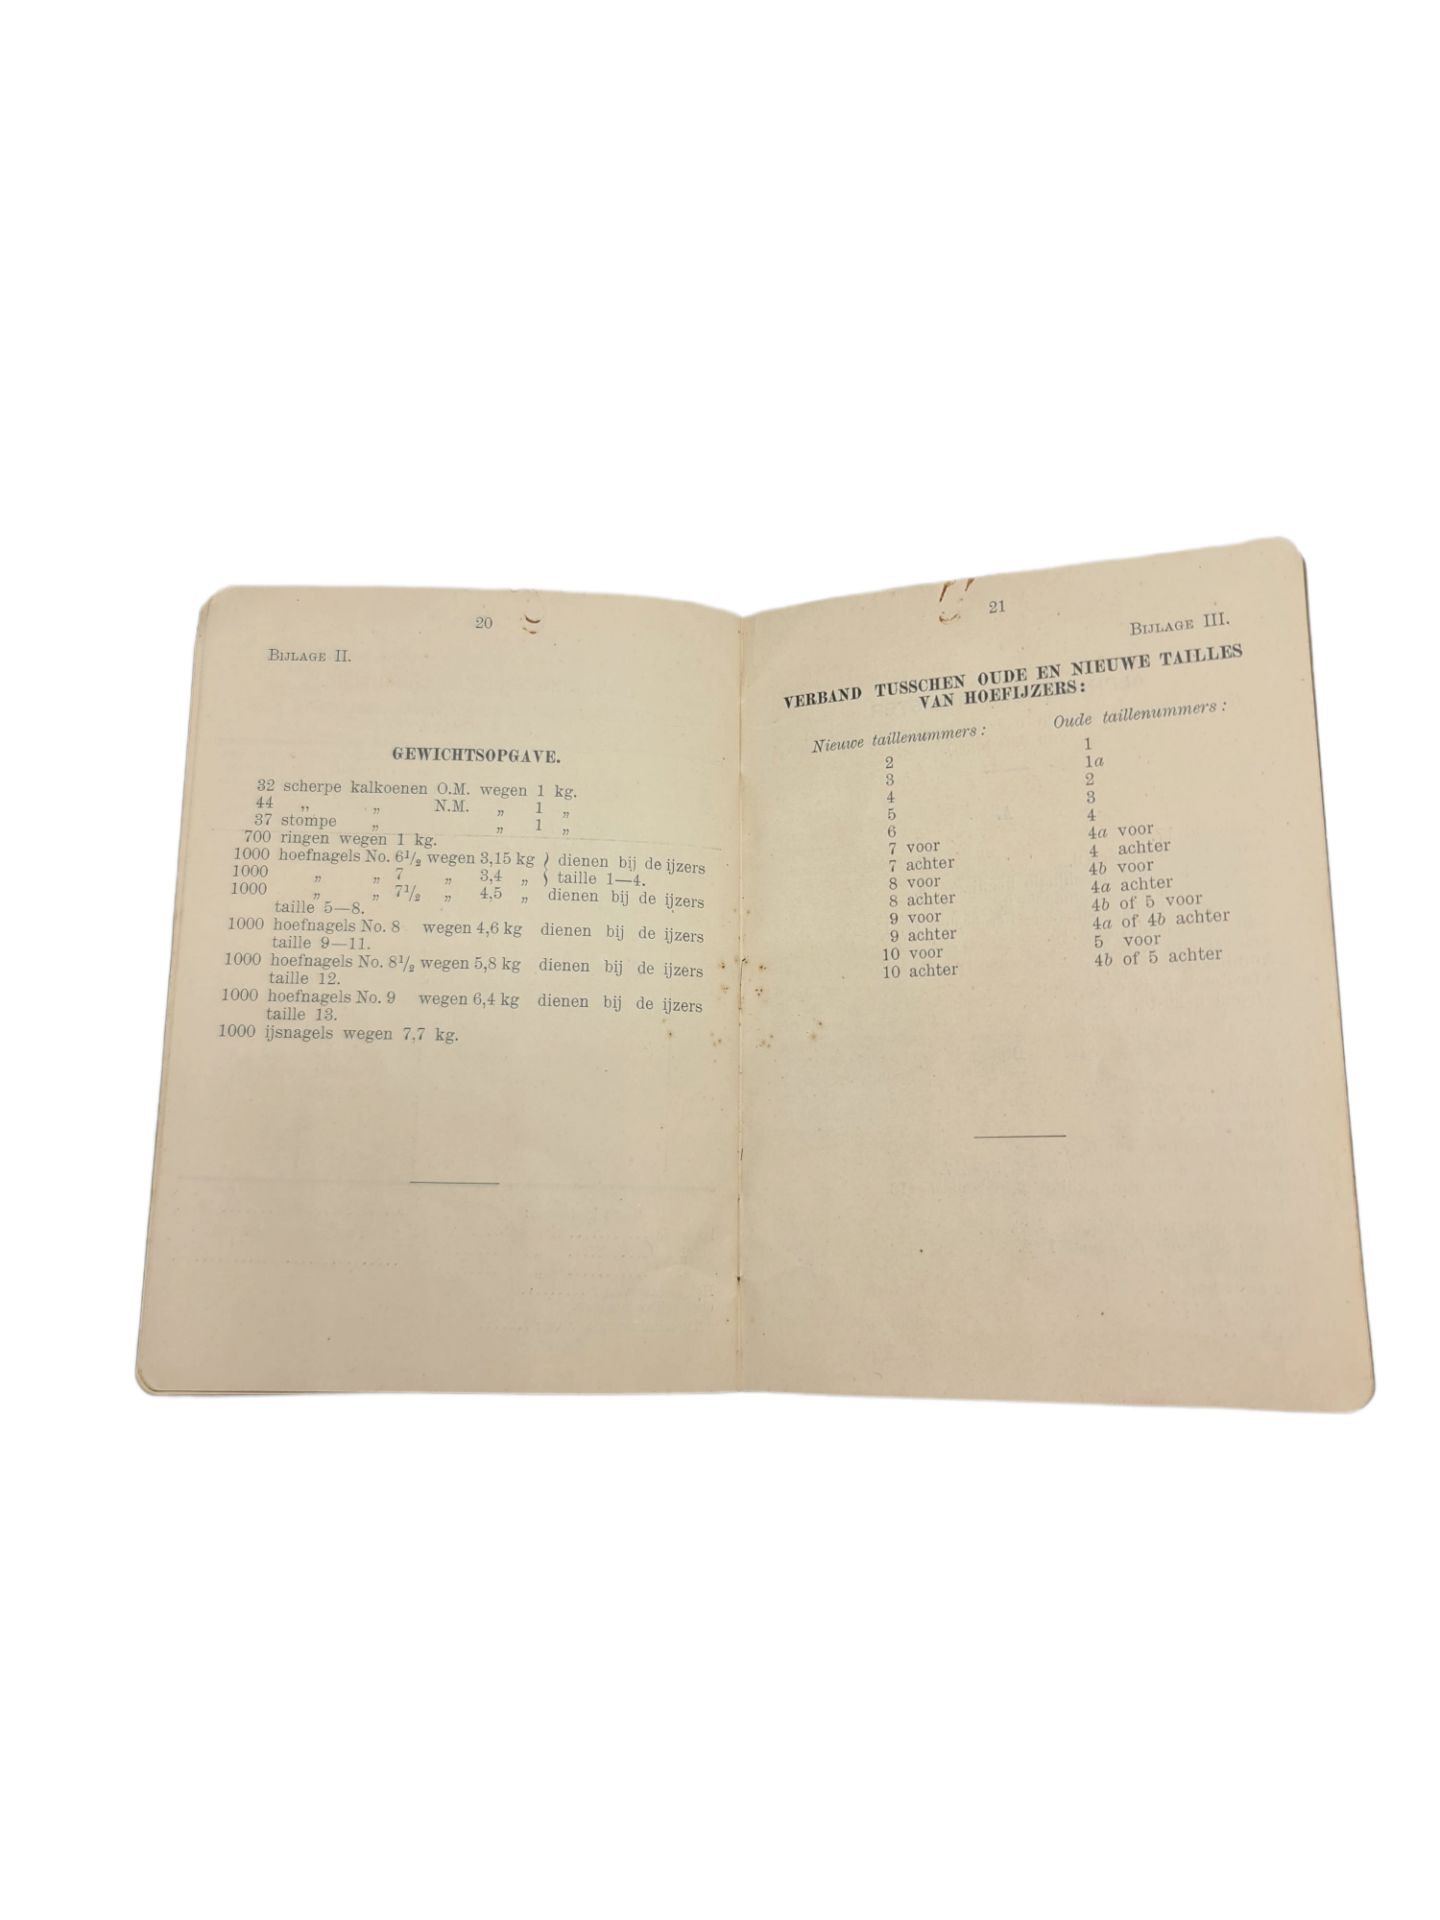 20
BIJLAGE II.
GEWICHTSOPGAVE.
32 scherpe kalkoenen O.M. wegen 1 kg.
44 „ „ N.M. „ 1 „
37 stompe „ „ 1 „
700 ringen wegen 1 kg.
1000 hoefnagels No. 6½ wegen 3,15 kg } dienen bij de ijzers
1000 „ „ 7 „ 3,4 „ } taille 1—4.
1000 „ „ 7½ „ 4,5 „ dienen bij de ijzers
taille 5—8.
1000 hoefnagels No. 8 wegen 4,6 kg dienen bij de ijzers
taille 9—11.
1000 hoefnagels No. 8½ wegen 5,8 kg dienen bij de ijzers
taille 12.
1000 hoefnagels No. 9 wegen 6,4 kg dienen bij de ijzers
taille 13.
1000 ijsnagels wegen 7,7 kg.
21
BIJLAGE III.
VERBAND TUSSCHEN OUDE EN NIEUWE TAILLES
VAN HOEFIJZERS:
Nieuwe taillenummers: Oude taillenummers:
2 1
3 1a
4 2
5 3
6 4
7 voor 4a voor
7 achter 4 achter
8 voor 4b voor
8 achter 4a achter
9 voor 4b of 5 voor
9 achter 4a of 4b achter
10 voor 5 voor
10 achter 4b of 5 achter